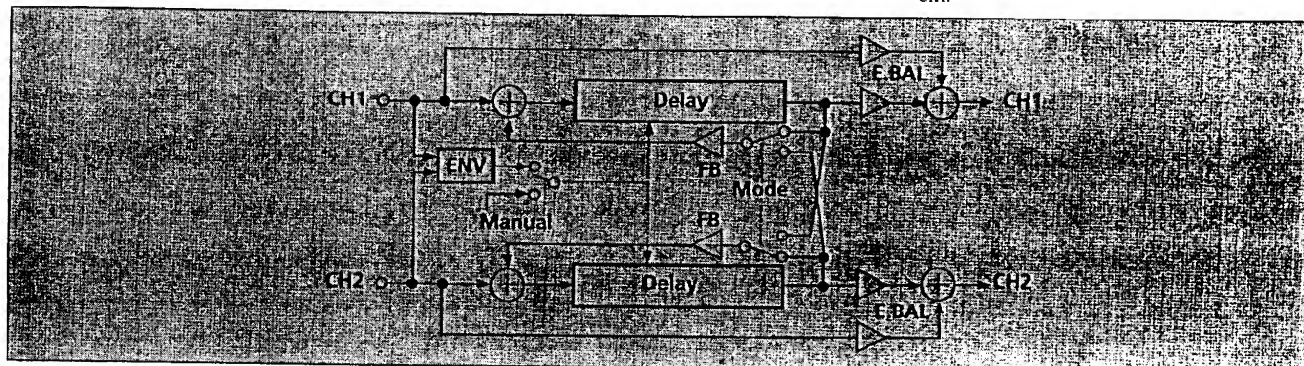 E.BAL
CH1
Delay
CH1
FB
ENV
Mode
Manual
FB
CH2
Delay
CH2
E.BAL